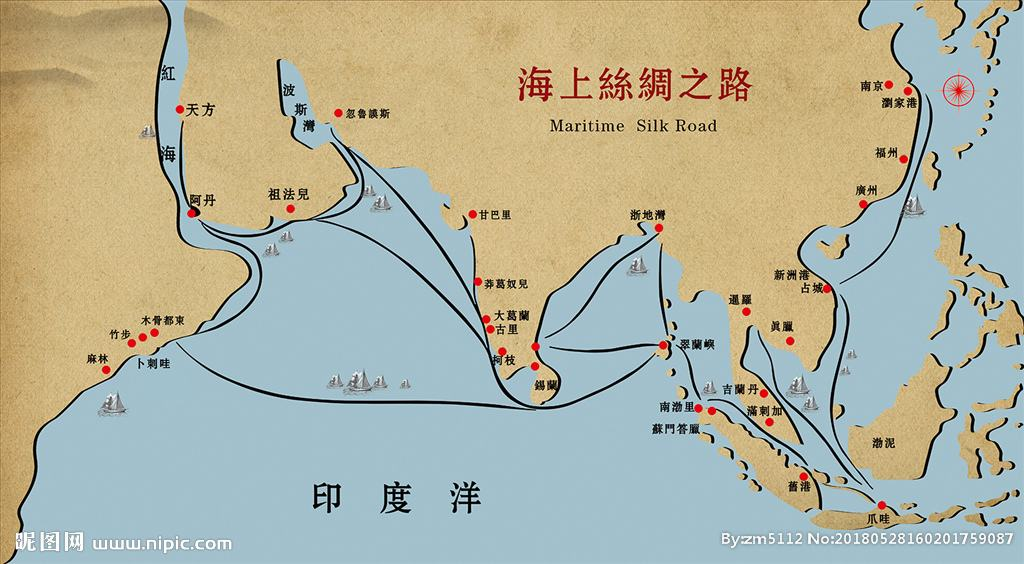 海上絲綢之路
Maritime Silk Road
紅海
天方
波斯灣
忽魯謨斯
南京
瀏家港
福州
廣州
阿丹
祖法兒
甘巴里
浙地灣
新洲港
占城
莽葛奴兒
暹羅
眞臘
大葛蘭
古里
柯枝
錫蘭
翠蘭嶼
木骨都東
竹步
卜剌哇
麻林
吉蘭丹
南渤里
滿剌加
蘇門答臘
渤泥
舊港
爪哇
印度洋
昵图网 www.nipic.com
By:zm5112 No:20180528160201759087